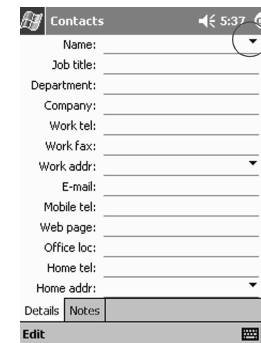 Contacts 5:37
Name:
Job title:
Department:
Company:
Work tel:
Work fax:
Work addr:
E-mail:
Mobile tel:
Web page:
Office loc:
Home tel:
Home addr:
Details Notes
Edit